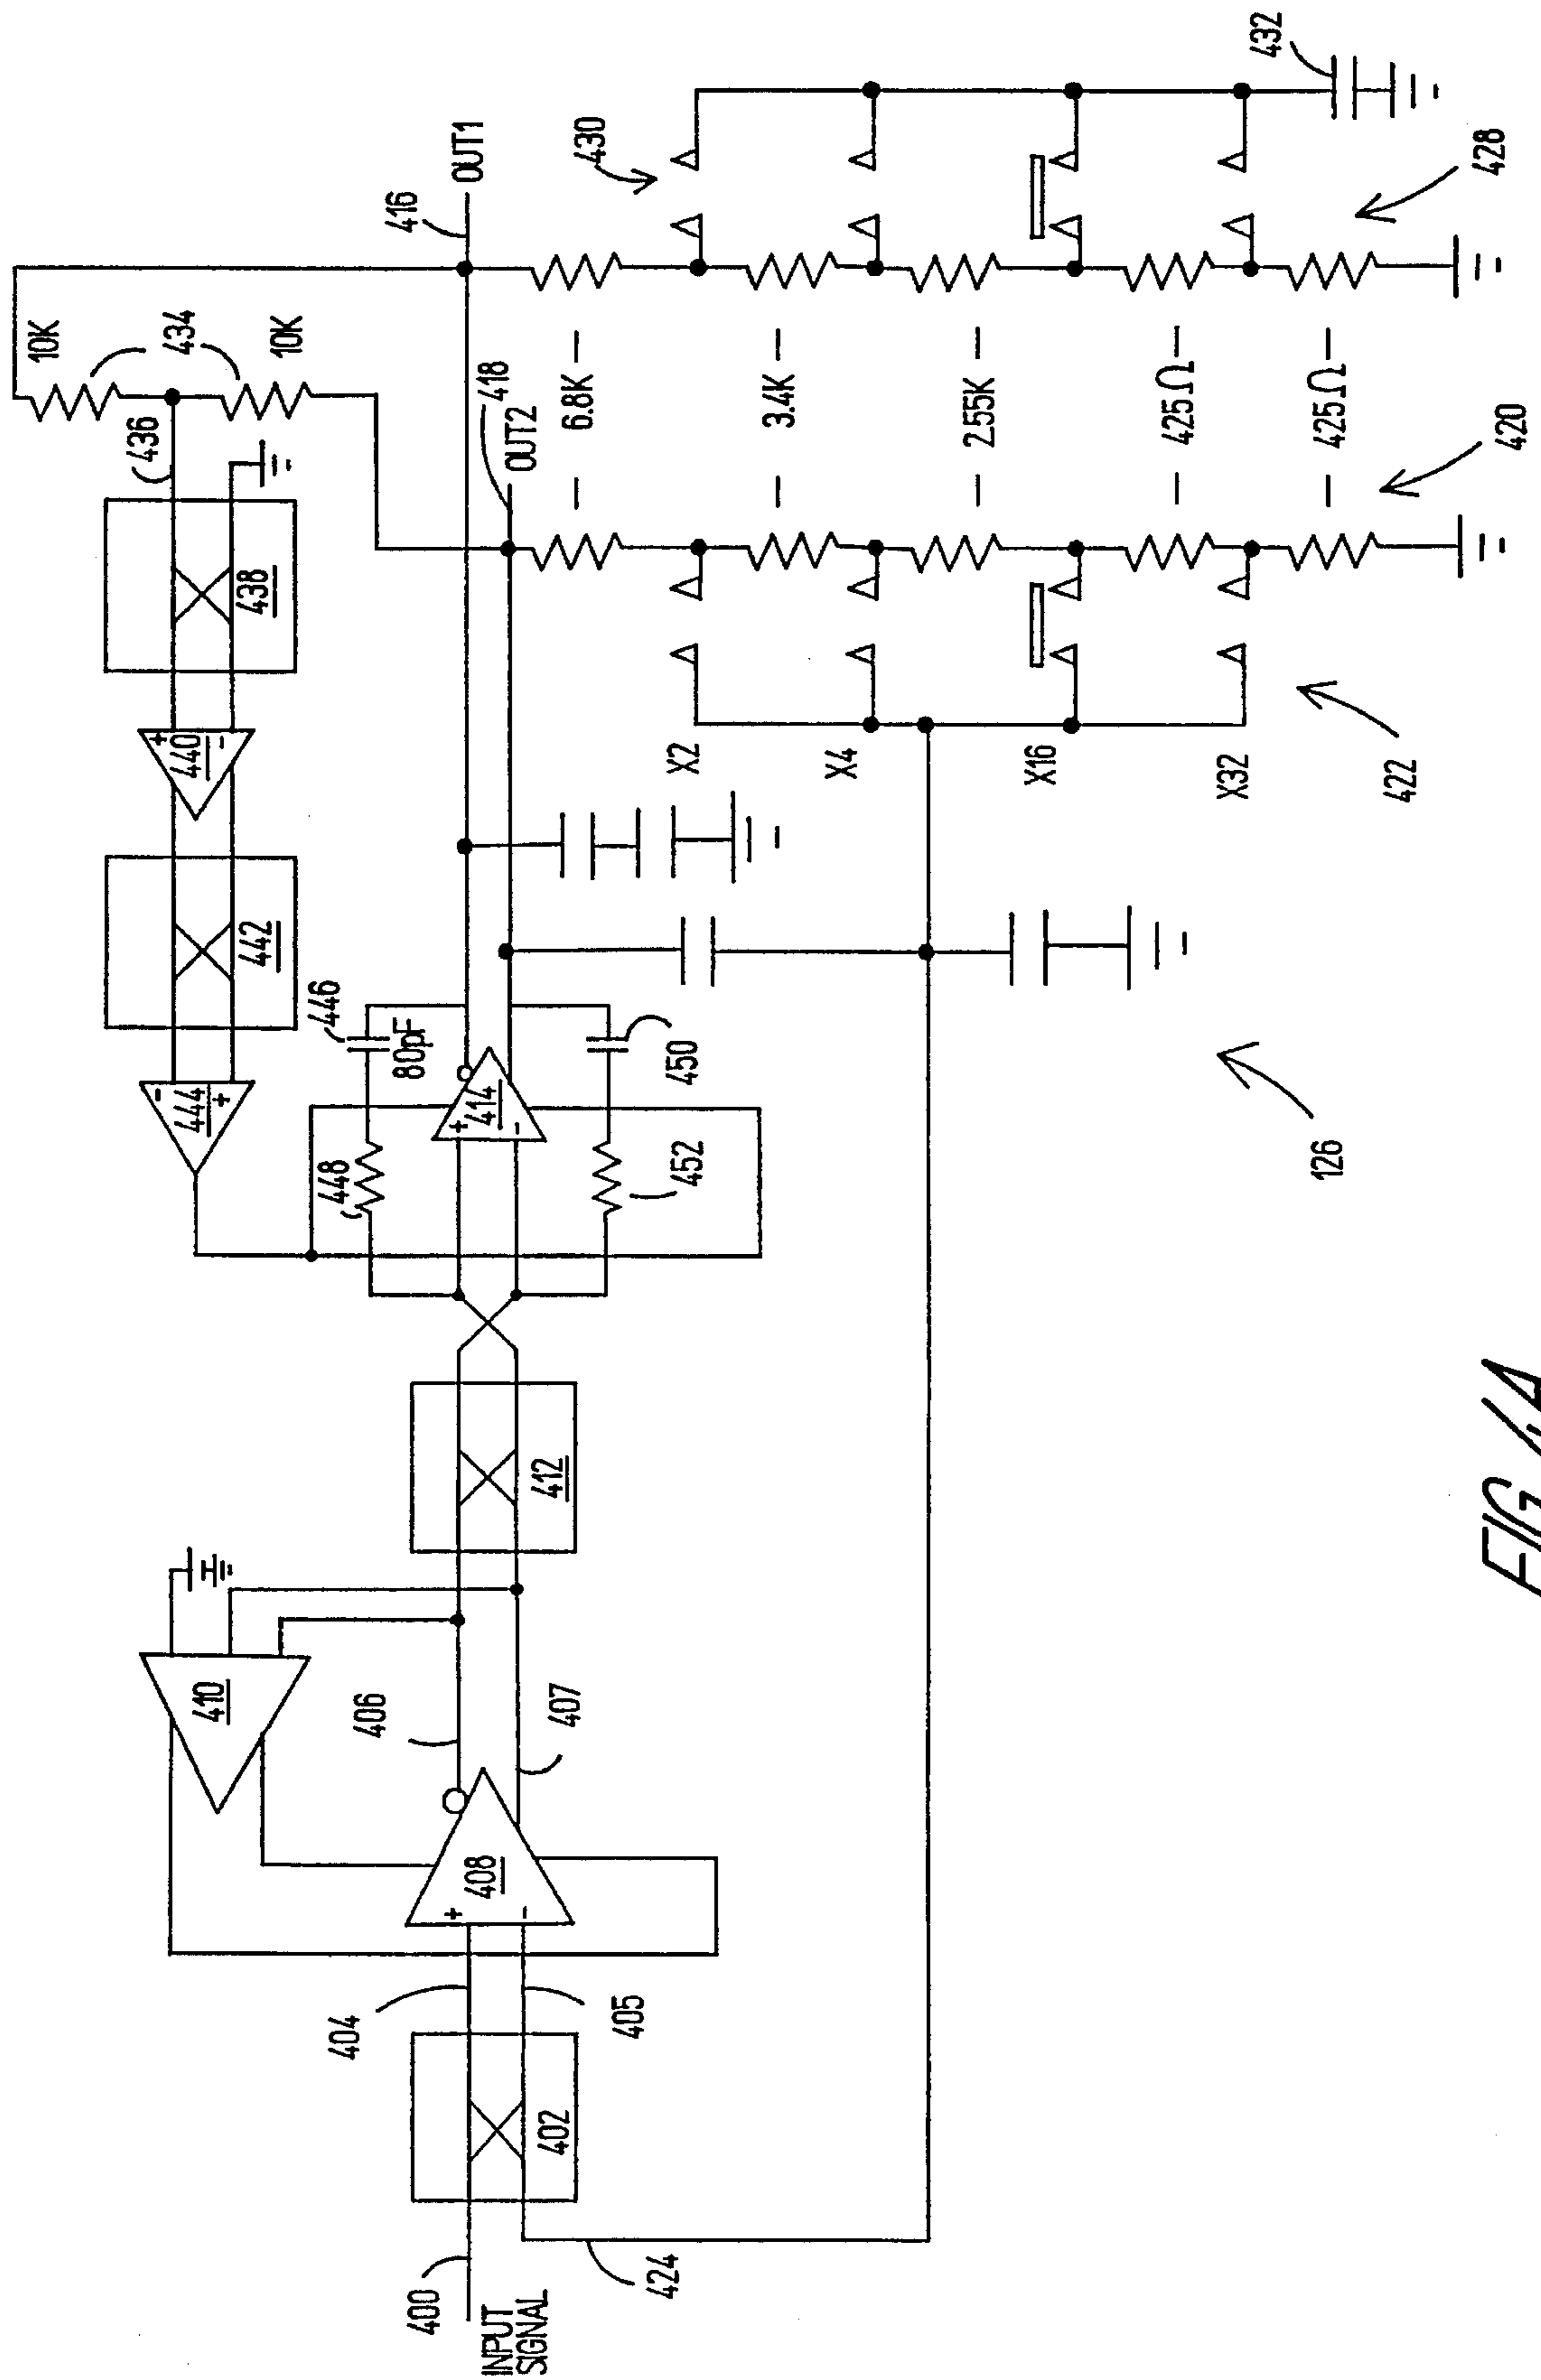 10K
434
10K
436
438
440
+
-
442
444
-
+
416
OUT1
418
OUT2
430
432
6.8K
3.4K
2.55K
425Ω
425Ω
428
420
X2
X4
X16
X32
422
446
80pF
448
414
+
-
450
452
412
126
410
406
407
408
+
-
404
405
402
400
INPUT
SIGNAL
424
FIG. 4A